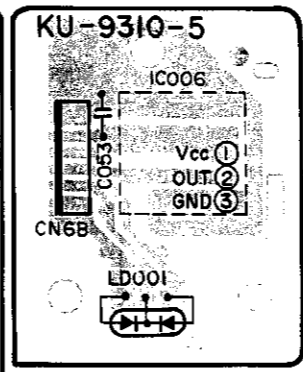 KU-9310-5
IC006
Vcc 1
OUT 2
GND 3
C053
CN6B
LD001